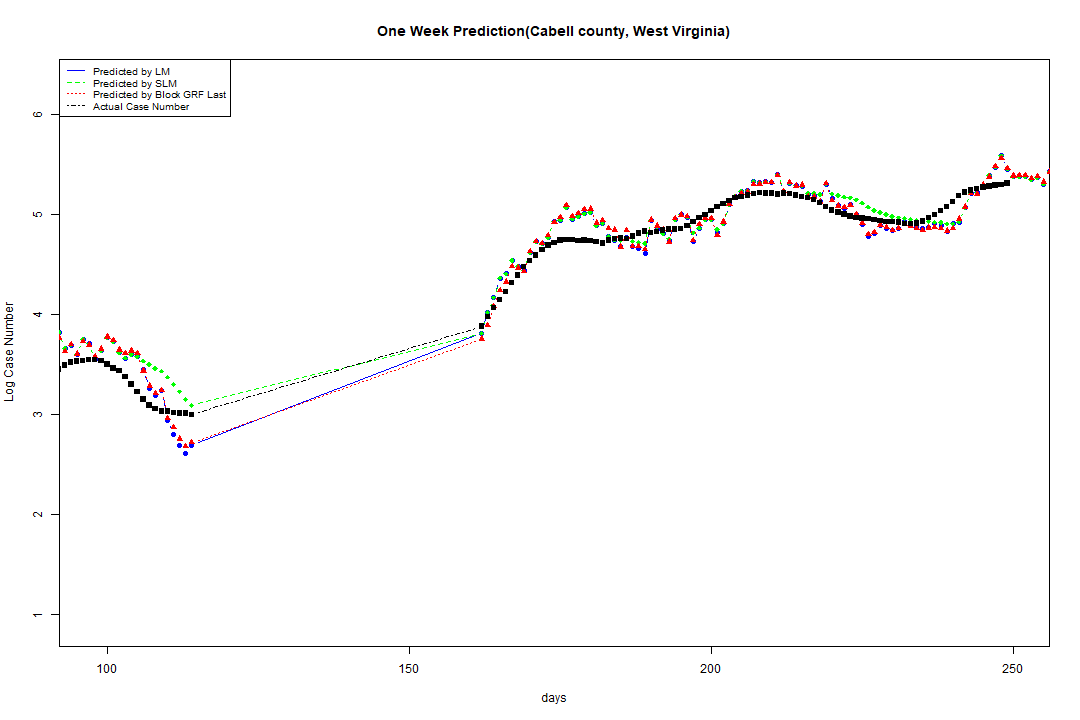 One Week Prediction(Cabell county, West Virginia)
Predicted by LM
Predicted by SLM
Predicted by Block GRF Last
Actual Case Number
6
5
4
3
2
1
Log Case Number
100
150
200
250
days